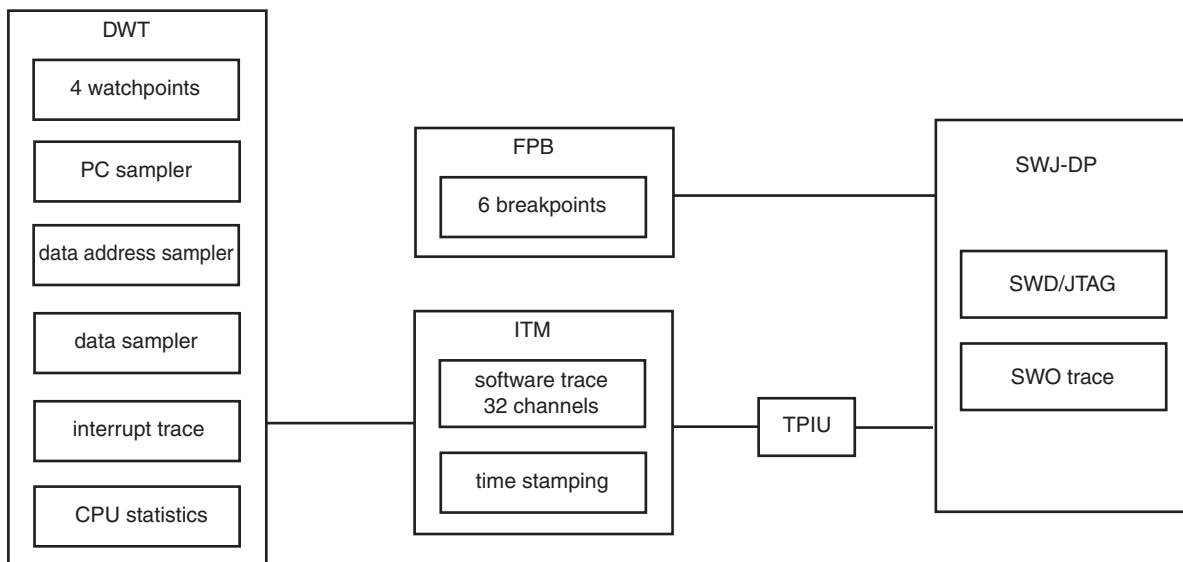 DWT
4 watchpoints
PC sampler
data address sampler
data sampler
interrupt trace
CPU statistics
FPB
6 breakpoints
ITM
software trace
32 channels
time stamping
TPIU
SWJ-DP
SWD/JTAG
SWO trace